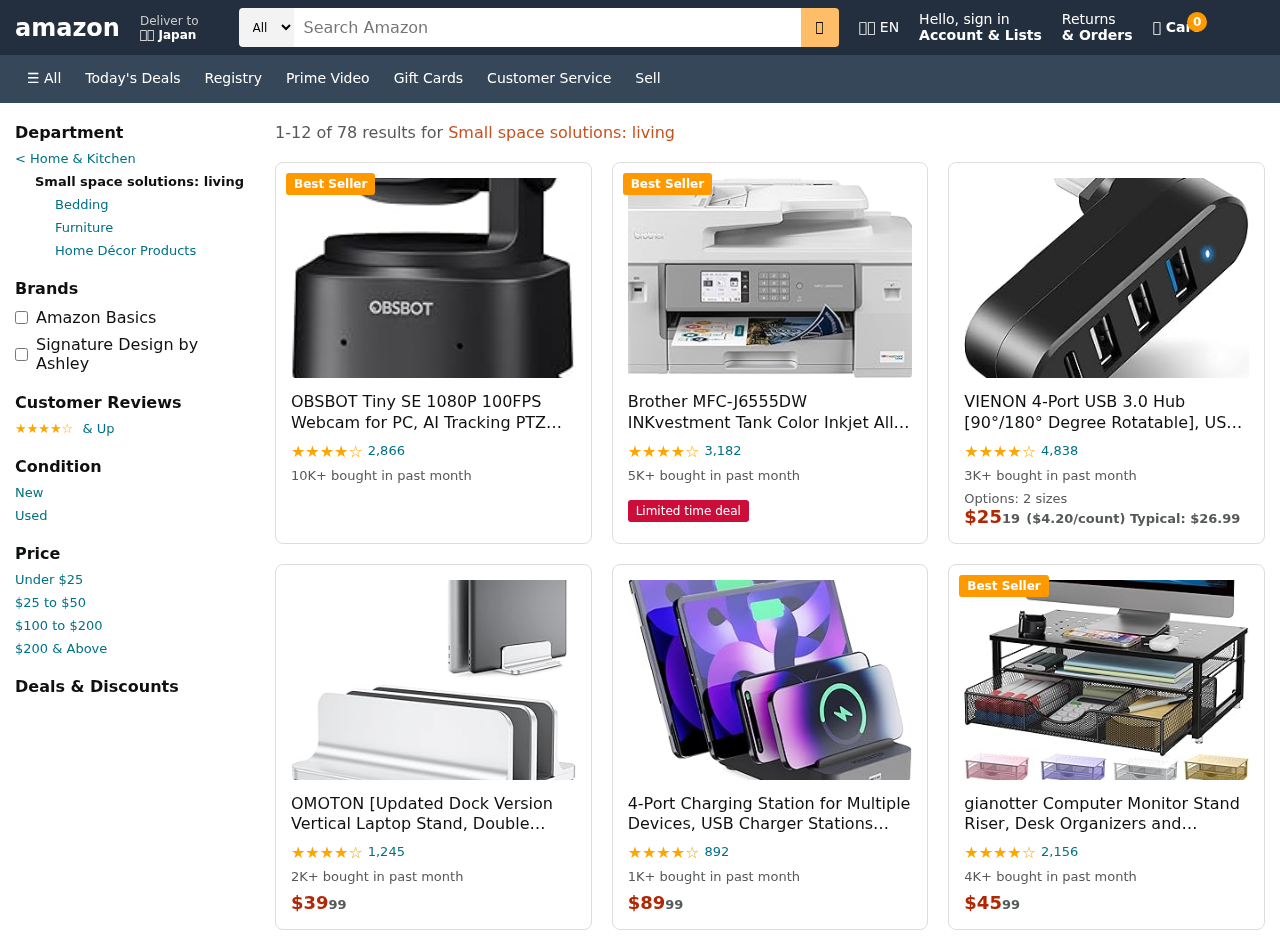 amazon
Deliver to
Japan
All
Search Amazon
EN
Hello, sign in
Account & Lists
Returns
& Orders
0
☰ All
Today's Deals
Registry
Prime Video
Gift Cards
Customer Service
Sell
Department
< Home & Kitchen
Small space solutions: living
Bedding
Furniture
Home Décor Products
Brands
Amazon Basics
Signature Design by
Ashley
Customer Reviews
★★★★☆ & Up
Condition
New
Used
Price
Under $25
$25 to $50
$100 to $200
$200 & Above
Deals & Discounts
1-12 of 78 results for Small space solutions: living
Best Seller
OBSBOT
OBSBOT Tiny SE 1080P 100FPS
Webcam for PC, AI Tracking PTZ…
★★★★☆ 2,866
10K+ bought in past month
Best Seller
brother
Brother MFC-J6555DW
INKvestment Tank Color Inkjet All…
★★★★☆ 3,182
5K+ bought in past month
Limited time deal
VIENON 4-Port USB 3.0 Hub
[90°/180° Degree Rotatable], US…
★★★★☆ 4,838
3K+ bought in past month
Options: 2 sizes
$2519 ($4.20/count) Typical: $26.99
OMOTON [Updated Dock Version
Vertical Laptop Stand, Double…
★★★★☆ 1,245
2K+ bought in past month
$3999
4-Port Charging Station for Multiple
Devices, USB Charger Stations…
★★★★☆ 892
1K+ bought in past month
$8999
Best Seller
gianotter Computer Monitor Stand
Riser, Desk Organizers and…
★★★★☆ 2,156
4K+ bought in past month
$4599